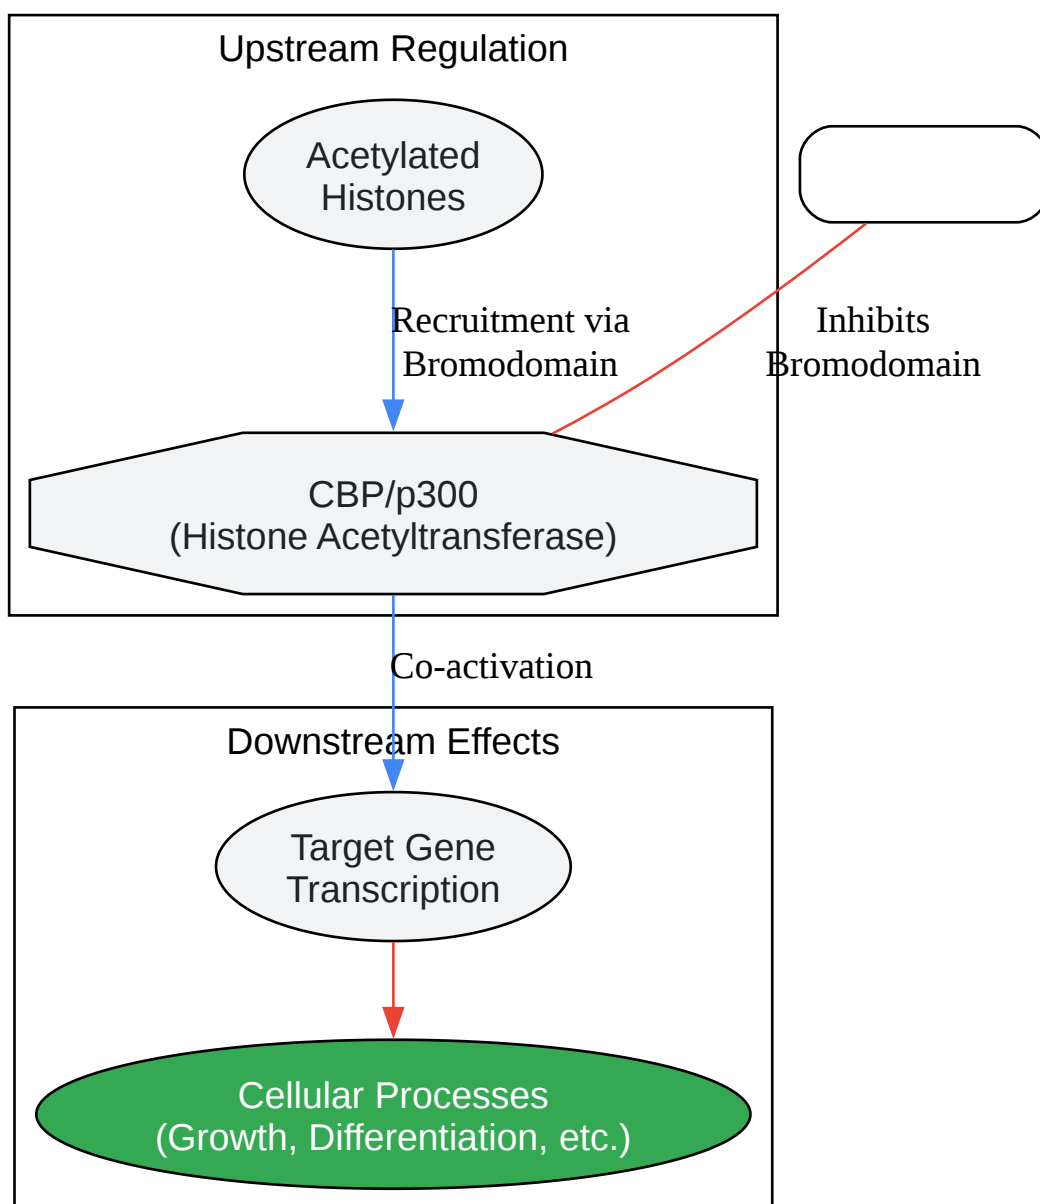 Upstream Regulation
Acetylated
Histones
Recruitment via
Bromodomain
Inhibits
Bromodomain
CBP/p300
(Histone Acetyltransferase)
Co-activation
Downstream Effects
Target Gene
Transcription
Cellular Processes
(Growth, Differentiation, etc.)